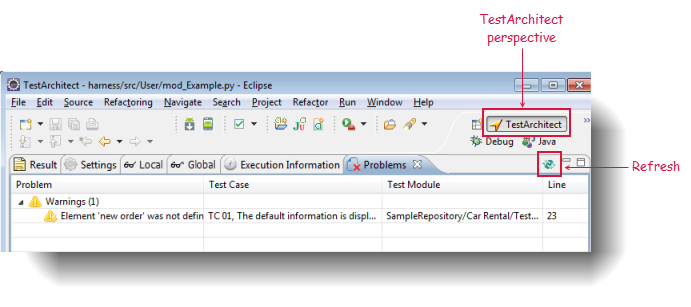 TestArchitect
perspective
TestArchitect - harness/src/User/mod_Example.py - Eclipse
File Edit Source Refactoring Navigate Search Project Refactor Run Window Help
TestArchitect
Debug Java
Result Settings Local Global Execution Information Problems
Refresh
Problem Test Case Test Module Line
Warnings (1)
Element 'new order' was not defin TC 01, The default information is displ... SampleRepository/Car Rental/Test... 23